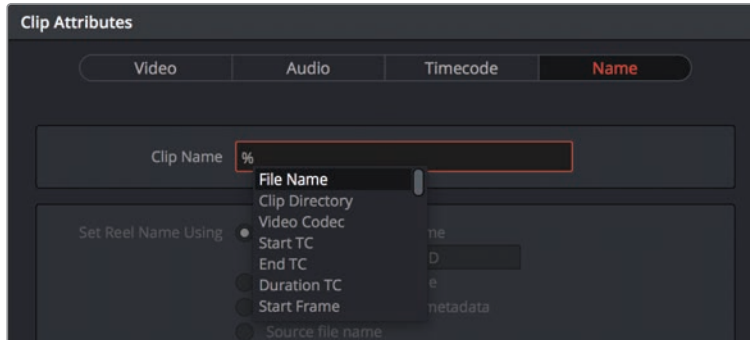 Clip Attributes
Video Audio Timecode Name
Clip Name %
File Name
Clip Directory
Video Codec
Set Reel Name Using
Start TC
End TC
Duration TC
Start Frame
metadata
Source file name